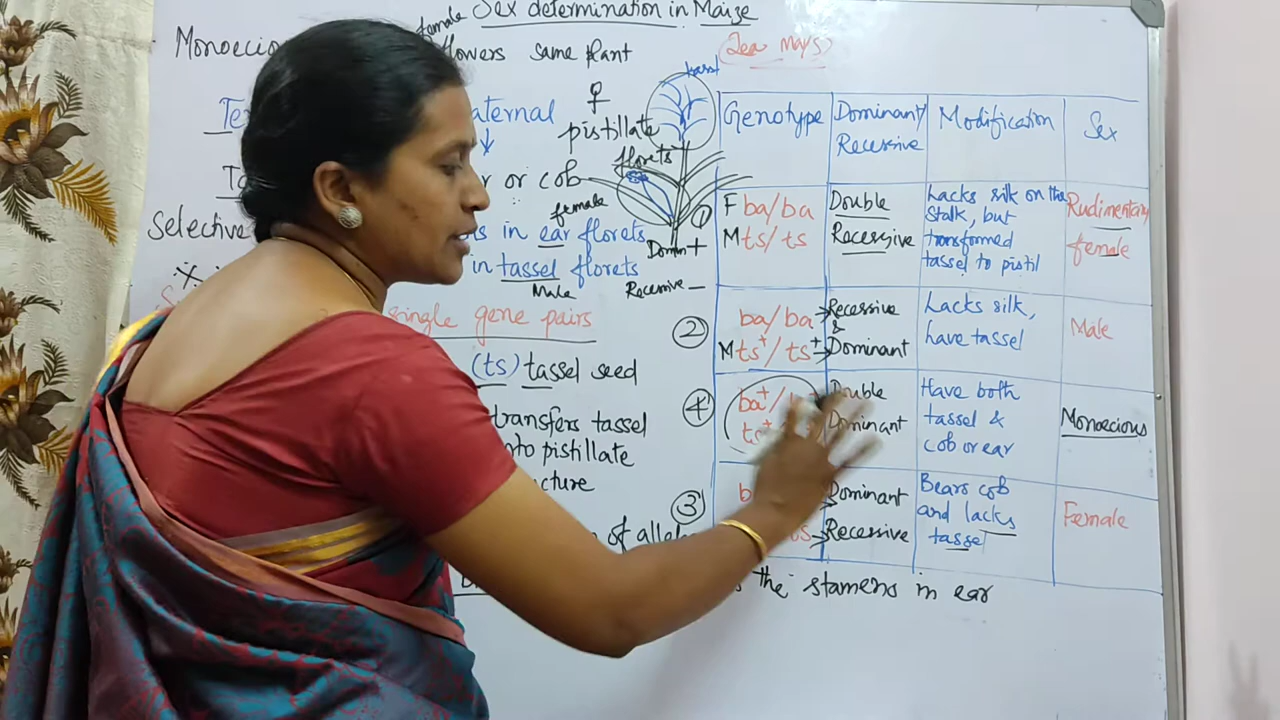 Sex determination in Maize
female
Monoecio
flowers same plant
(Zea mays)
tassel
aternal
♀
pistillate
florets
or cob
female
Selective
ns in ear florets
in tassel florets
Male
Dominant +
Recessive –
single gene pairs
(ts) tassel seed
transfers tassel
into pistillate
of allel
the stamens in ear
Genotype
Dominant/
Recessive
Modification
Sex
①
F ba/ba
M ts/ts
Double
Recessive
Lacks silk on the
stalk, but
transformed
tassel to pistil
Rudimentary
female
②
ba/ba
M ts+/ts+
Recessive
&
Dominant
Lacks silk,
have tassel
Male
④
ba+/
ts+
Double
Dominant
Have both
tassel &
cob or ear
Monoecious
③
Dominant
Recessive
Bears cob
and lacks
tassel
Female